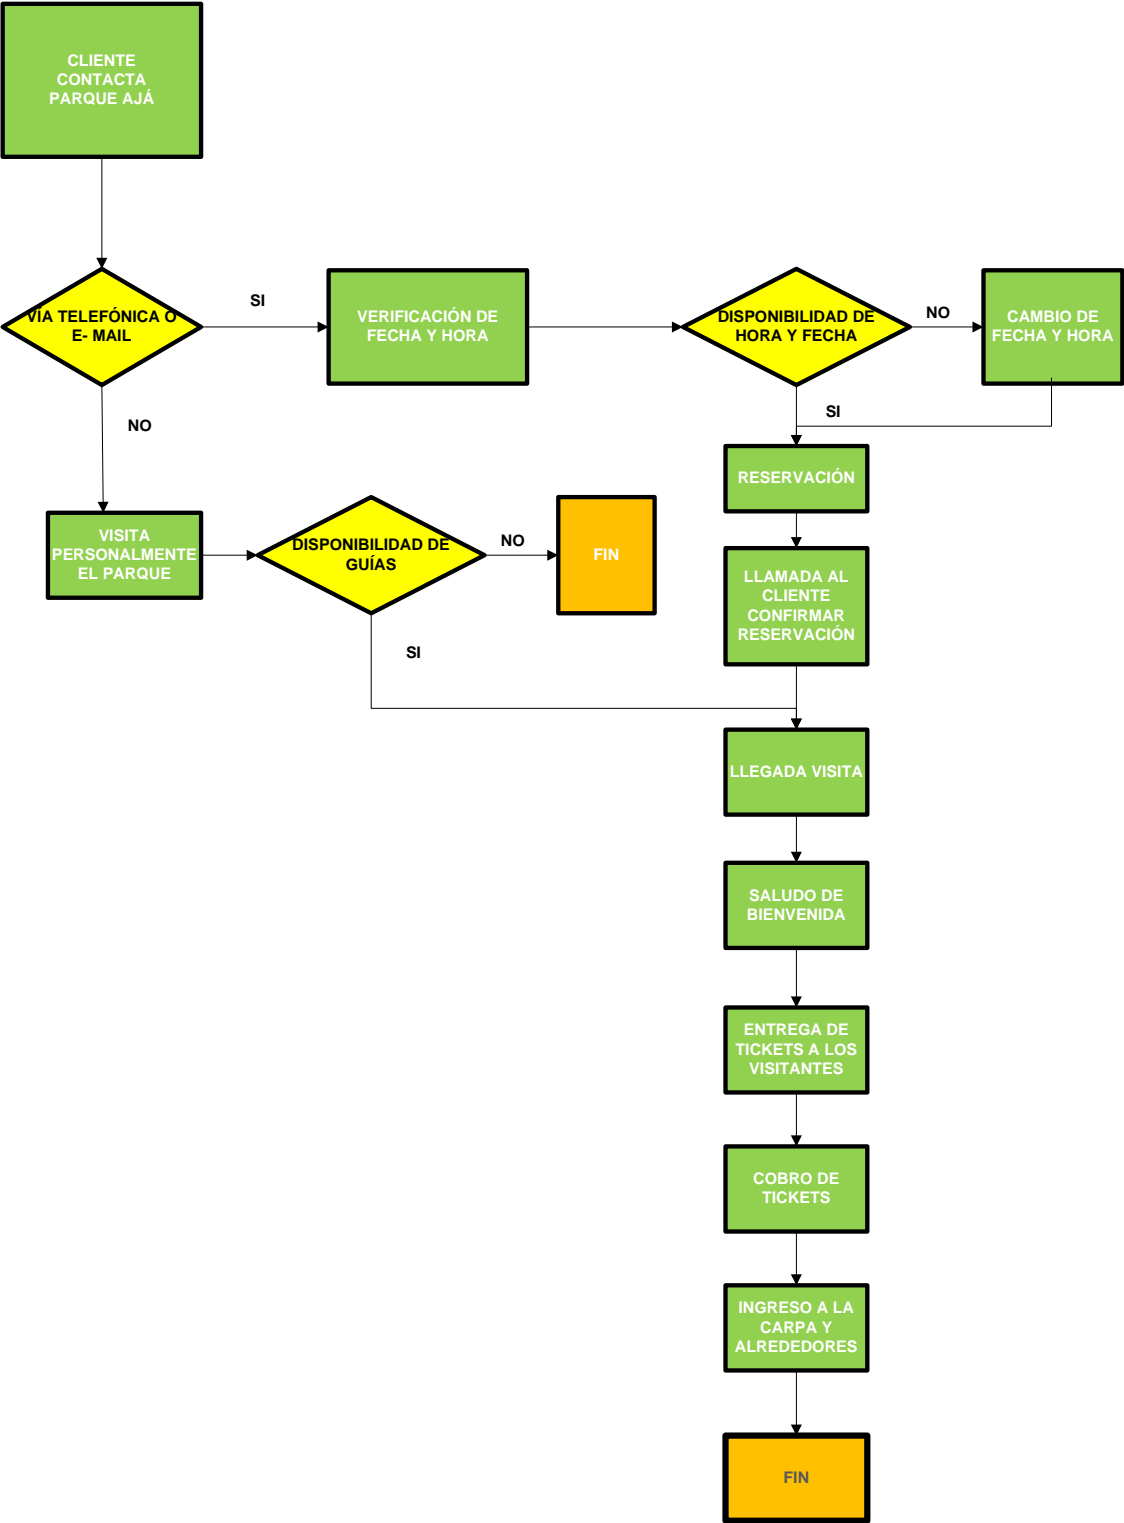 CLIENTE
CONTACTA
PARQUE AJÁ
VÍA TELEFÓNICA O
E- MAIL
SI
VERIFICACIÓN DE
FECHA Y HORA
DISPONIBILIDAD DE
HORA Y FECHA
NO
CAMBIO DE
FECHA Y HORA
NO
SI
RESERVACIÓN
VISITA
PERSONALMENTE
EL PARQUE
DISPONIBILIDAD DE
GUÍAS
NO
FIN
LLAMADA AL
CLIENTE
CONFIRMAR
RESERVACIÓN
SI
LLEGADA VISITA
SALUDO DE
BIENVENIDA
ENTREGA DE
TICKETS A LOS
VISITANTES
COBRO DE
TICKETS
INGRESO A LA
CARPA Y
ALREDEDORES
FIN